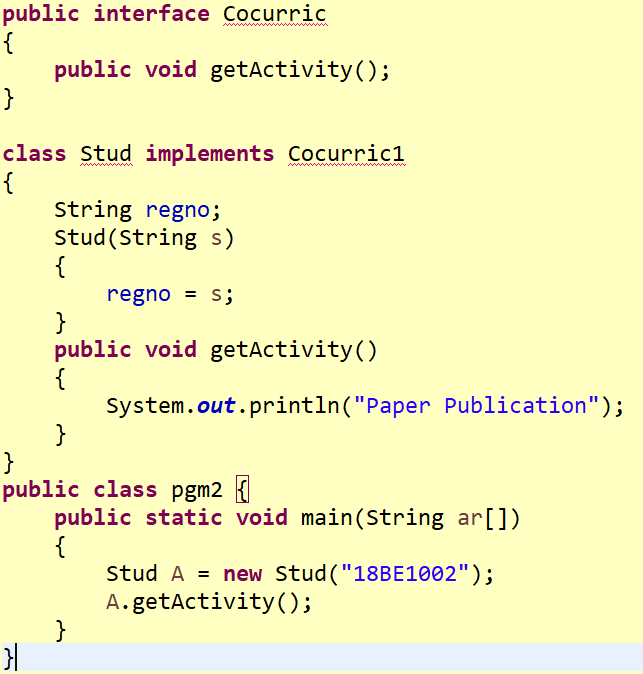 public interface Cocurric
{
    public void getActivity();
}

class Stud implements Cocurric1
{
    String regno;
    Stud(String s)
    {
        regno = s;
    }
    public void getActivity()
    {
        System.out.println("Paper Publication");
    }
}
public class pgm2 {
    public static void main(String ar[])
    {
        Stud A = new Stud("18BE1002");
        A.getActivity();
    }
}